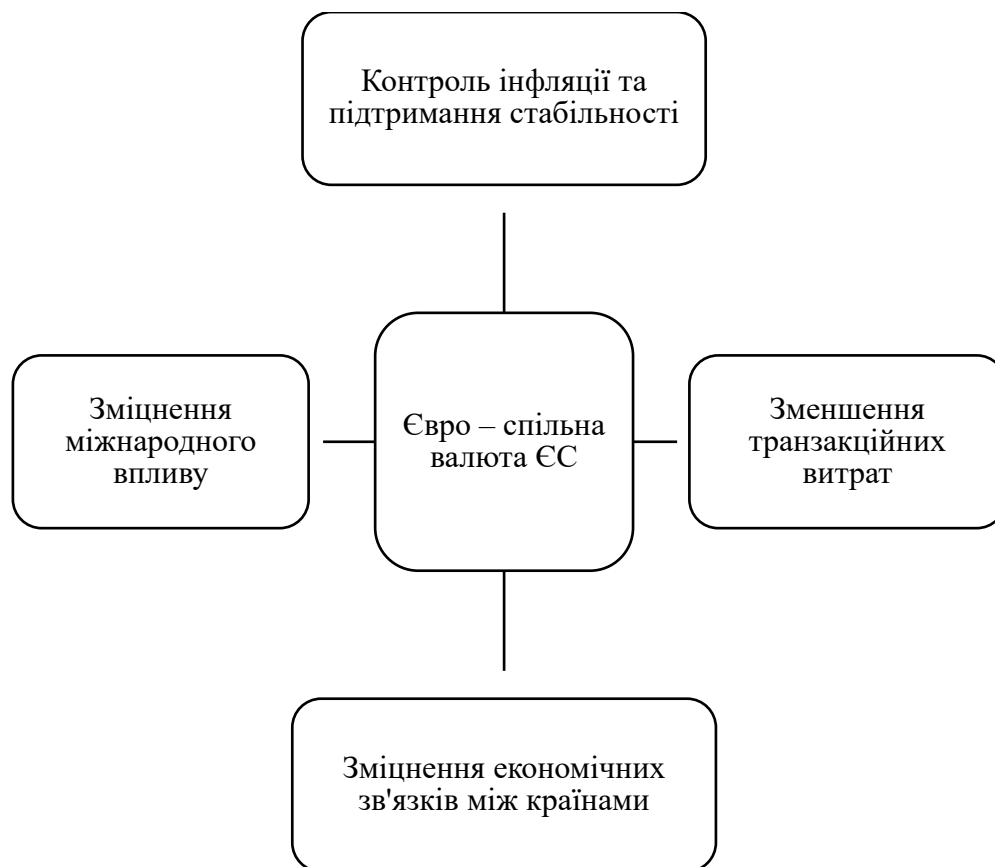 Контроль інфляції та
підтримання стабільності
Зміцнення
міжнародного
впливу
Євро – спільна
валюта ЄС
Зменшення
транзакційних
витрат
Зміцнення економічних
зв'язків між країнами